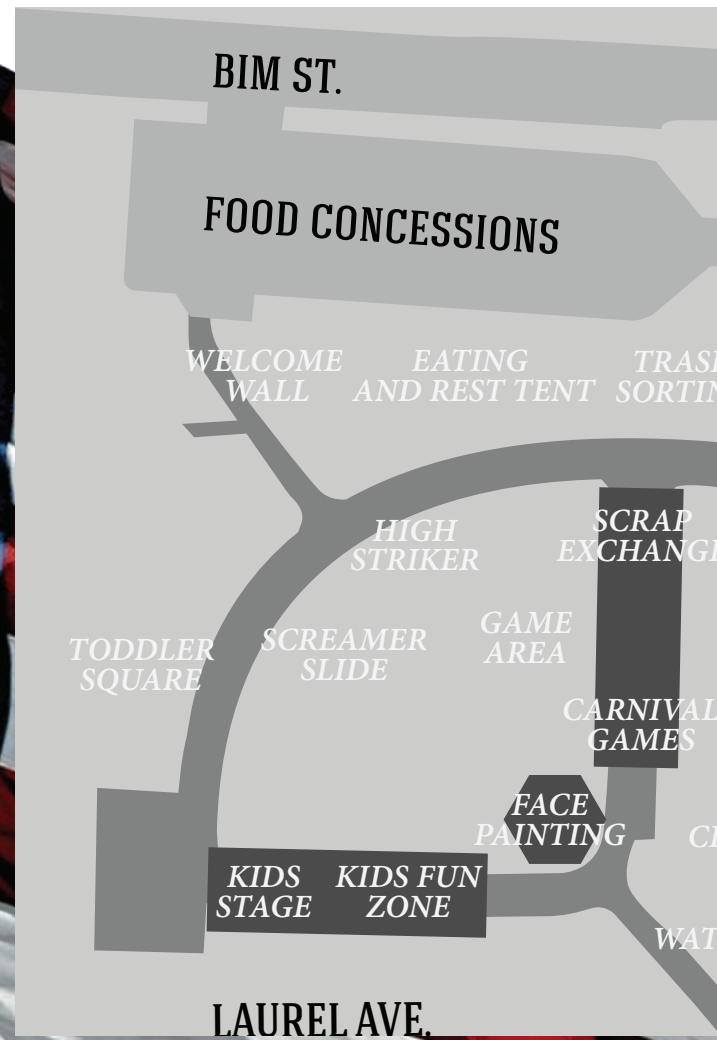 BIM ST.
FOOD CONCESSIONS
WELCOME
WALL
EATING
AND REST TENT
SCRAP
HIGH
STRIKER
GAME
AREA
SCREAMER
SLIDE
TODDLER
SQUARE
CARNIVAL
GAMES
FACE
PAINTING
KIDS
STAGE
KIDS FUN
ZONE
LAUREL AVE.